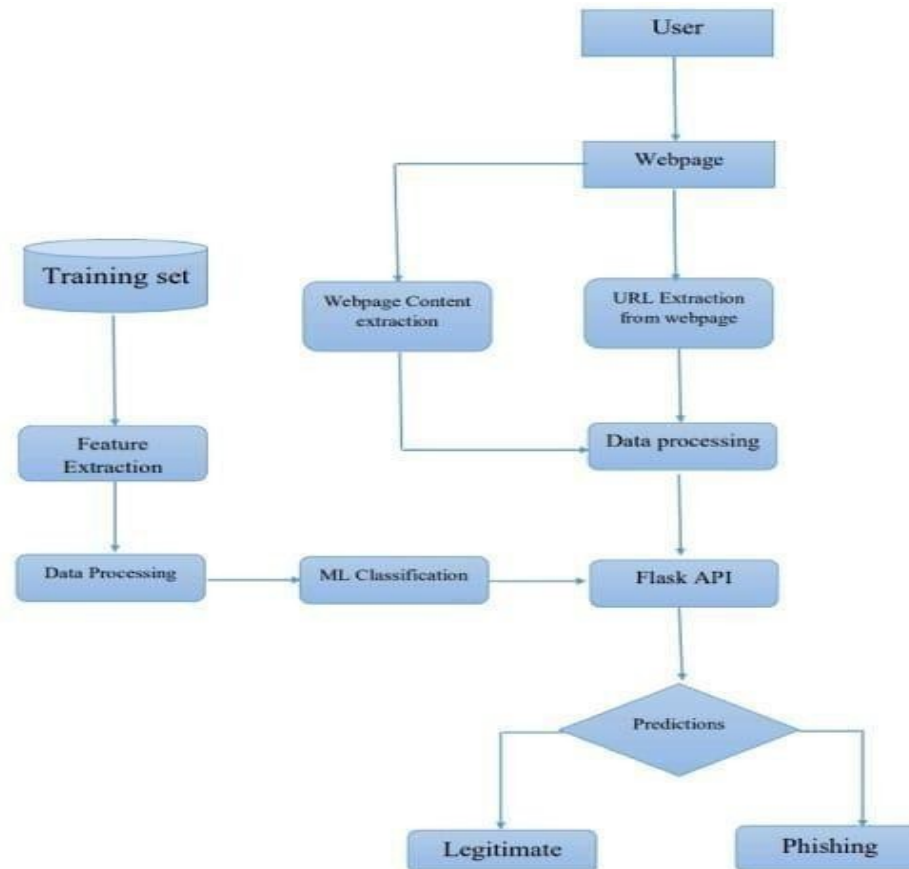 User
Webpage
Training set
Webpage Content
extraction
URL Extraction
from webpage
Feature
Extraction
Data processing
Data Processing
ML Classification
Flask API
Predictions
Legitimate
Phishing